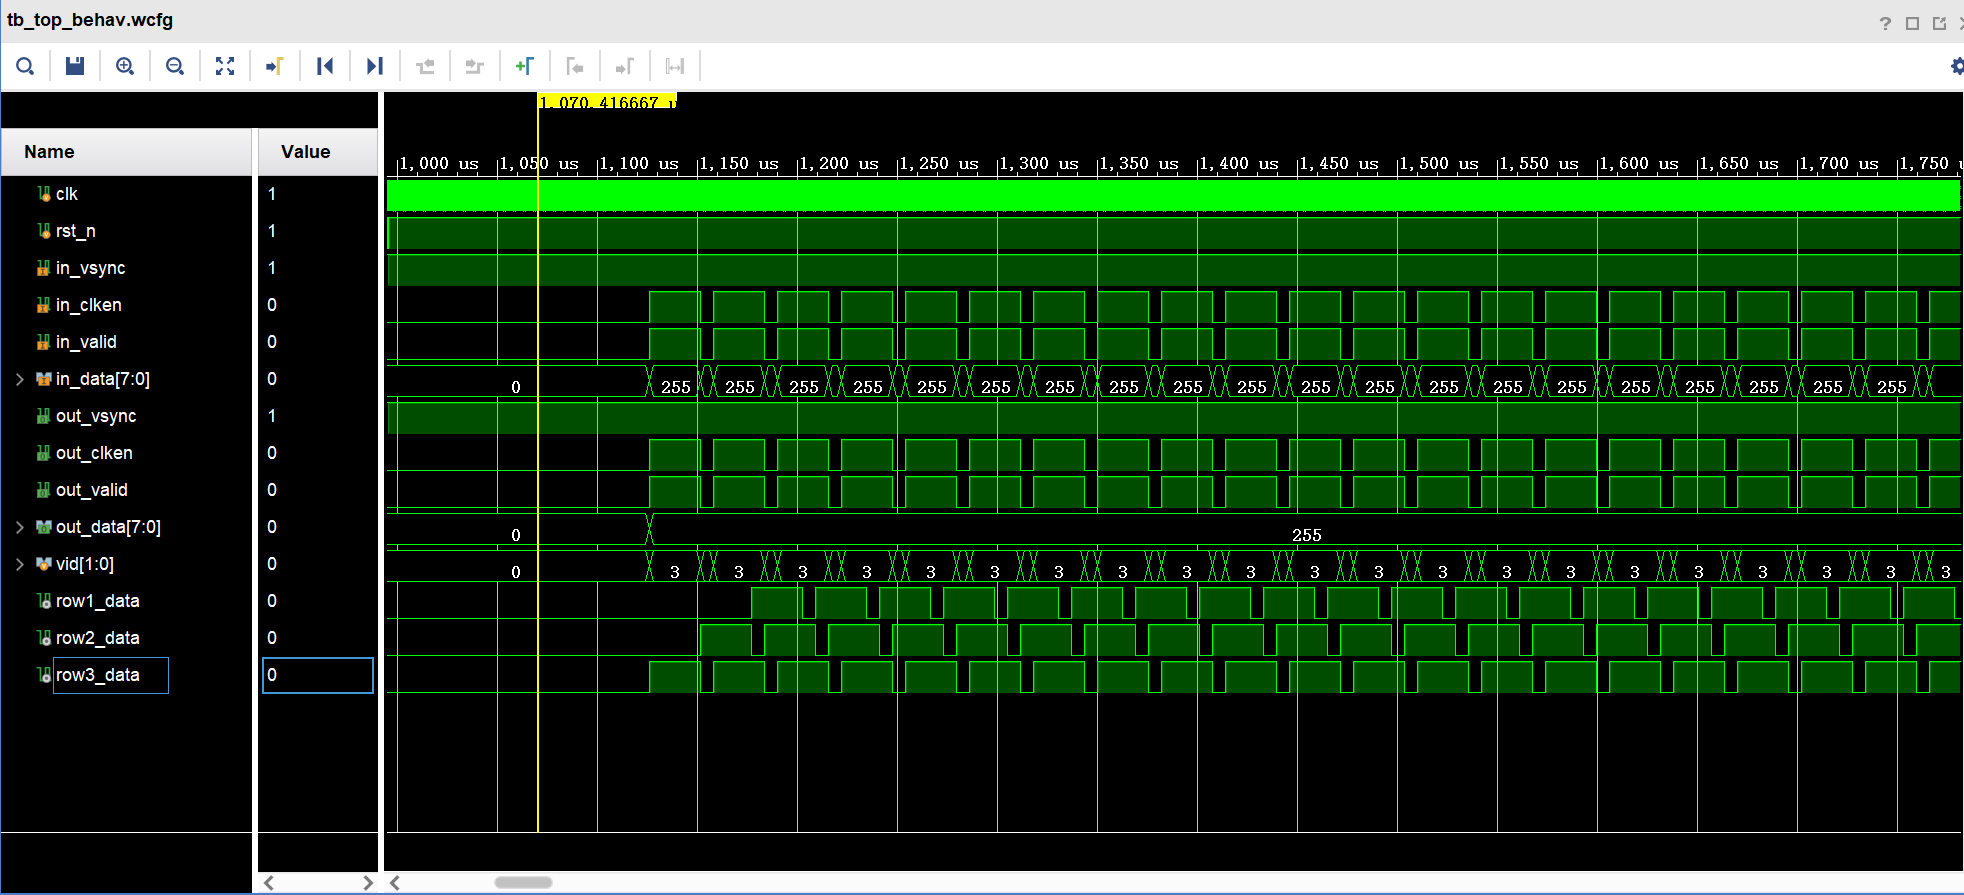 tb_top_behav.wcfg
1,070.416667 u
Name Value
1,000 us 1,050 us 1,100 us 1,150 us 1,200 us 1,250 us 1,300 us 1,350 us 1,400 us 1,450 us 1,500 us 1,550 us 1,600 us 1,650 us 1,700 us 1,750
clk 1
rst_n 1
in_vsync 1
in_clken 0
in_valid 0
in_data[7:0] 0 0 255 255 255 255 255 255 255 255 255 255 255 255 255 255 255 255 255 255 255 255
out_vsync 1
out_clken 0
out_valid 0
out_data[7:0] 0 0 255
vid[1:0] 0 0 3 3 3 3 3 3 3 3 3 3 3 3 3 3 3 3 3 3 3 3 3
row1_data 0
row2_data 0
row3_data 0